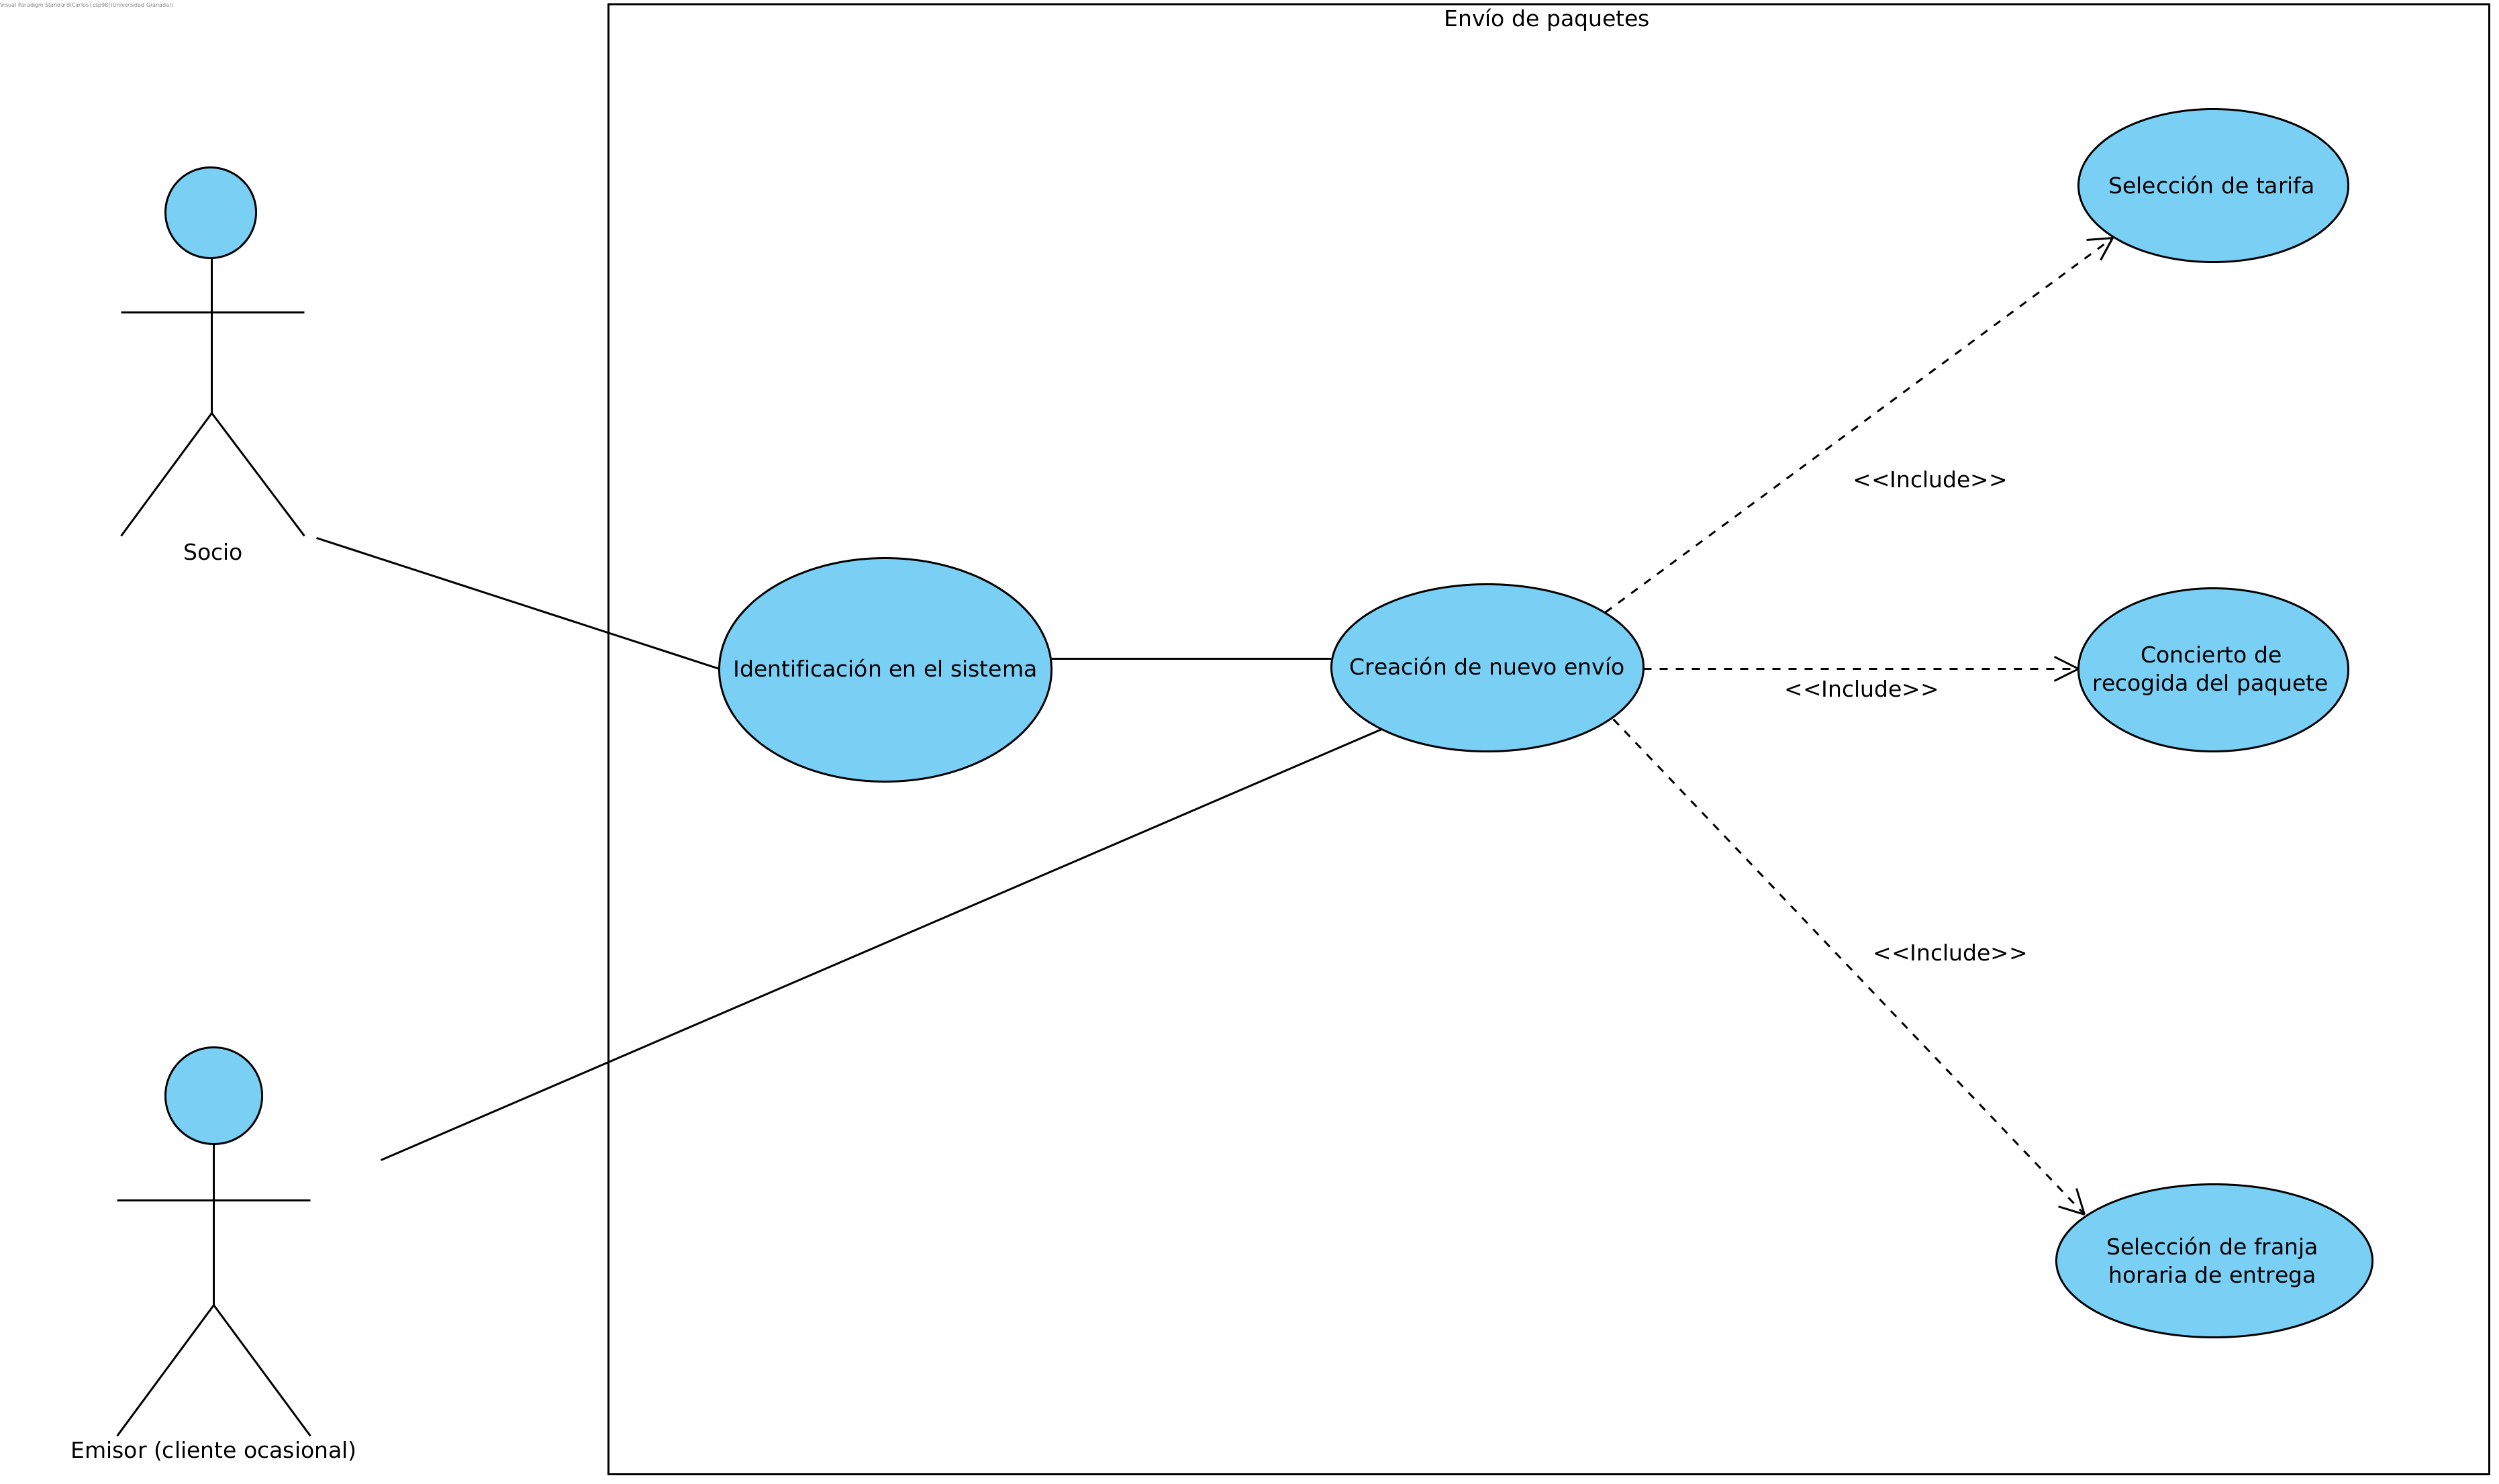 Visual Paradigm Standard(Carlos(csp98)(Universidad Granada))
Envío de paquetes
Selección de tarifa
<<Include>>
Socio
Identificación en el sistema
Creación de nuevo envío
Concierto de
recogida del paquete
<<Include>>
<<Include>>
Selección de franja
horaria de entrega
Emisor (cliente ocasional)